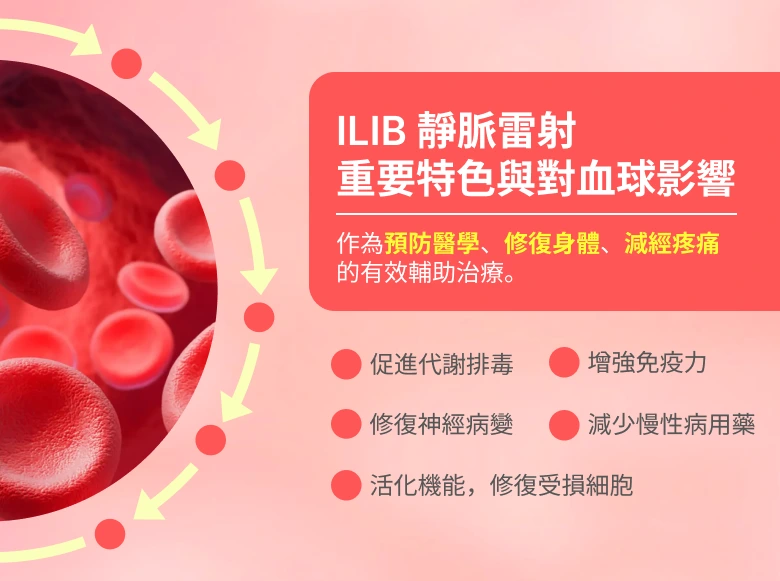 ILIB 靜脈雷射
重要特色與對血球影響
作為預防醫學、修復身體、減經疼痛
的有效輔助治療。
促進代謝排毒
增強免疫力
修復神經病變
減少慢性病用藥
活化機能，修復受損細胞